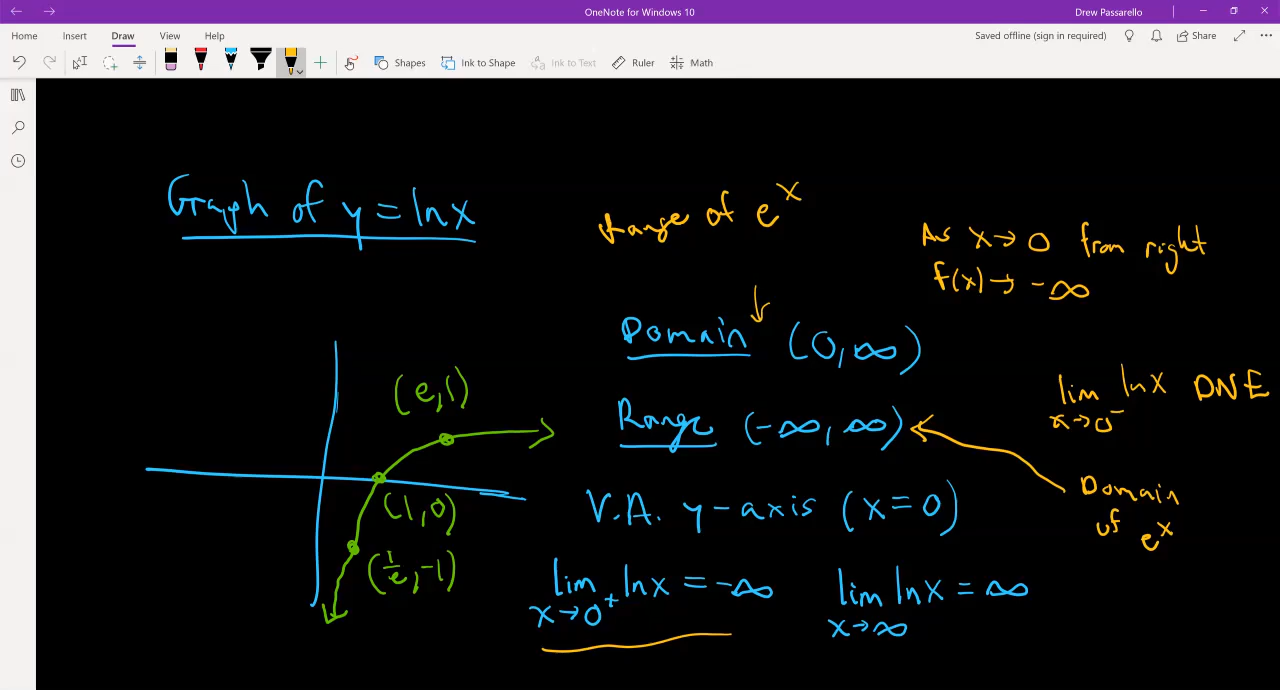 OneNote for Windows 10
Drew Passarello
Home Insert Draw View Help
Saved offline (sign in required) Share
Shapes Ink to Shape Ink to Text Ruler Math
Graph of y = ln x
Range of e^x
As x → 0 from right
f(x) → -∞
Domain (0, ∞)
lim ln x DNE
x → 0⁻
(e, 1)
Range (-∞, ∞)
Domain
of e^x
(1, 0)
V.A. y-axis (x = 0)
(1/e, -1)
lim ln x = -∞
x → 0⁺
lim ln x = ∞
x → ∞